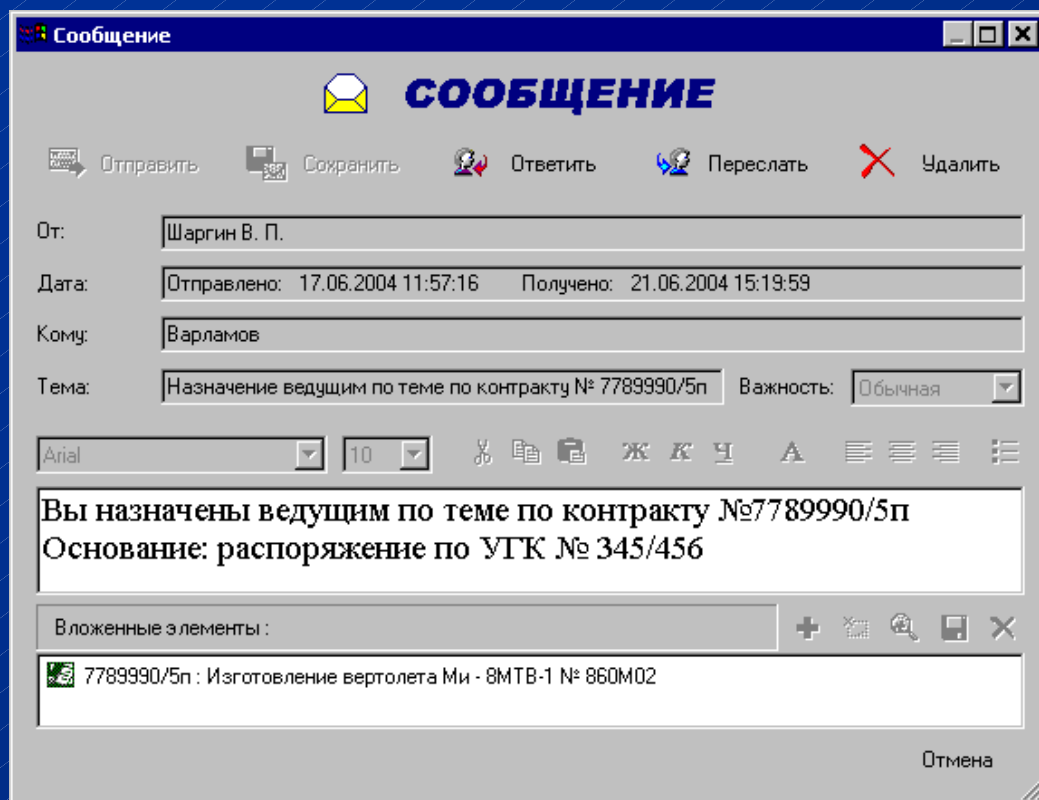 Сообщение
СООБЩЕНИЕ
Отправить Сохранить Ответить Переслать Удалить
От: Шаргин В. П.
Дата: Отправлено: 17.06.2004 11:57:16 Получено: 21.06.2004 15:19:59
Кому: Варламов
Тема: Назначение ведущим по теме по контракту № 7789990/5п Важность: Обычная
Arial 10 Ж К Ч А
Вы назначены ведущим по теме по контракту №7789990/5п
Основание: распоряжение по УГК № 345/456
Вложенные элементы :
7789990/5п : Изготовление вертолета Ми - 8МТВ-1 № 860М02
Отмена